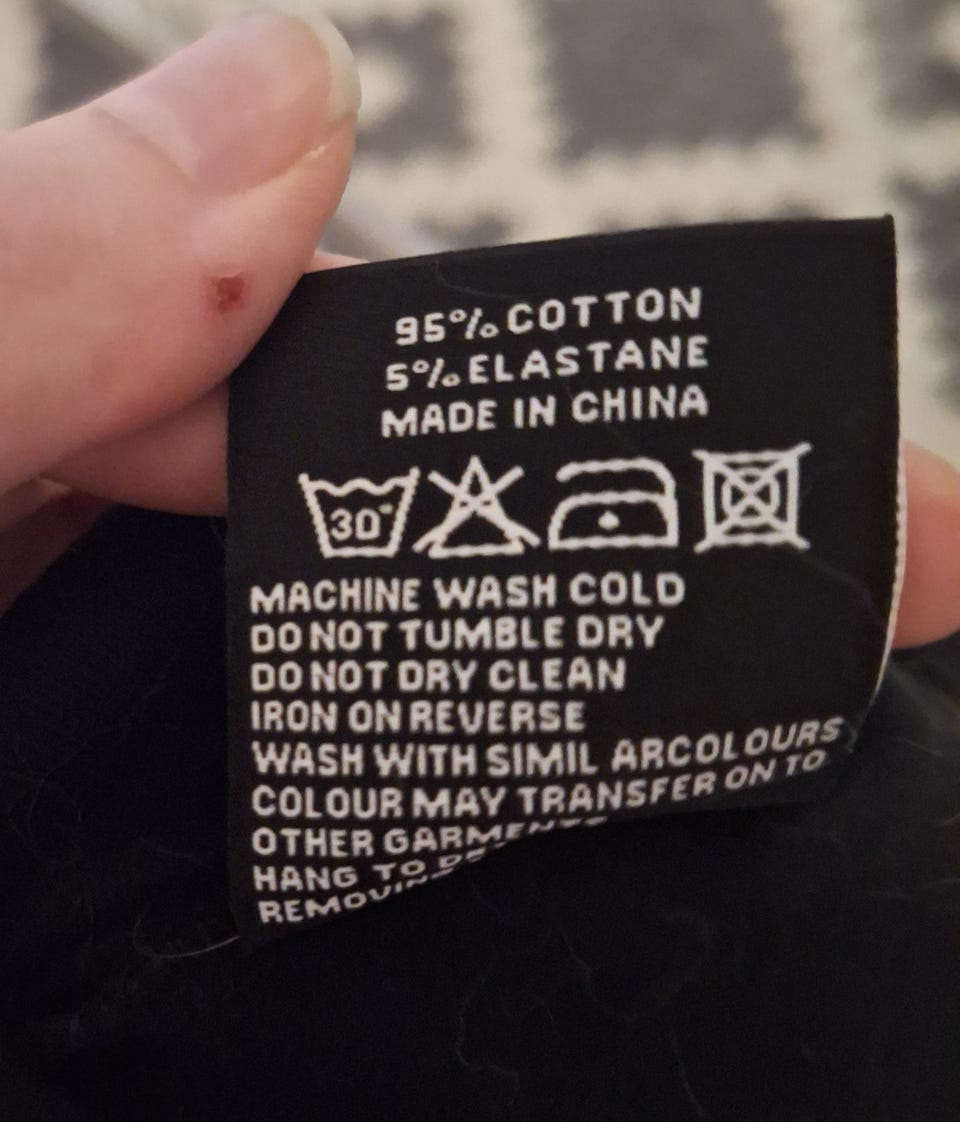 95% COTTON
5% ELASTANE
MADE IN CHINA
30°
MACHINE WASH COLD
DO NOT TUMBLE DRY
DO NOT DRY CLEAN
IRON ON REVERSE
WASH WITH SIMIL ARCOLOURS
COLOUR MAY TRANSFER ON TO
OTHER GARMENTS
HANG TO